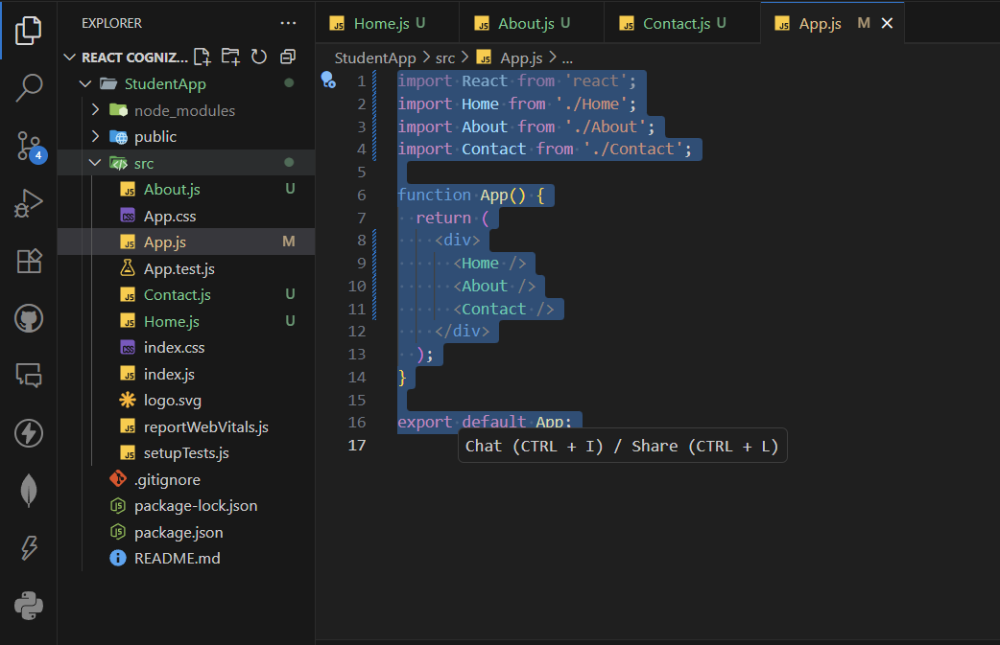 EXPLORER
REACT COGNIZ...
StudentApp
node_modules
public
src
About.js U
App.css
App.js M
App.test.js
Contact.js U
Home.js U
index.css
index.js
logo.svg
reportWebVitals.js
setupTests.js
.gitignore
package-lock.json
package.json
README.md
4
Home.js U
About.js U
Contact.js U
App.js M
StudentApp > src > App.js > ...
1 import React from 'react';
2 import Home from './Home';
3 import About from './About';
4 import Contact from './Contact';
5
6 function App() {
7   return (
8     <div>
9       <Home />
10       <About />
11       <Contact />
12     </div>
13   );
14 }
15
16 export default App;
17
Chat (CTRL + I) / Share (CTRL + L)